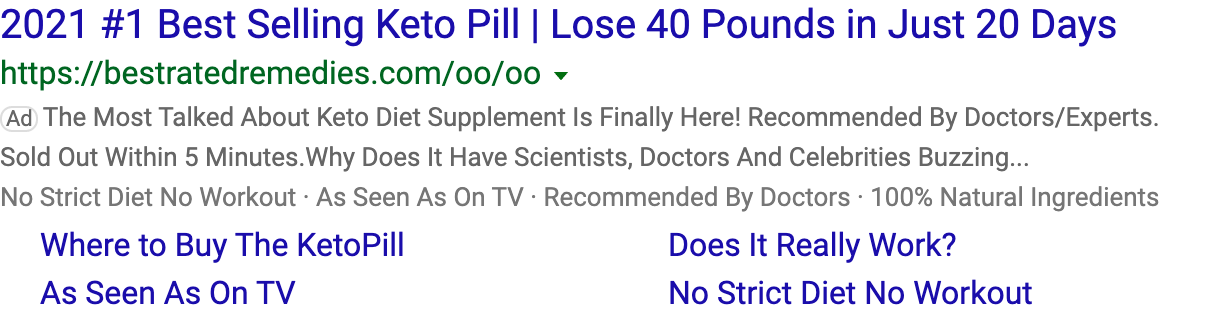 2021 #1 Best Selling Keto Pill | Lose 40 Pounds in Just 20 Days
https://bestratedremedies.com/oo/oo
Ad The Most Talked About Keto Diet Supplement Is Finally Here! Recommended By Doctors/Experts.
Sold Out Within 5 Minutes.Why Does It Have Scientists, Doctors And Celebrities Buzzing...
No Strict Diet No Workout · As Seen As On TV · Recommended By Doctors · 100% Natural Ingredients
Where to Buy The KetoPill
Does It Really Work?
As Seen As On TV
No Strict Diet No Workout